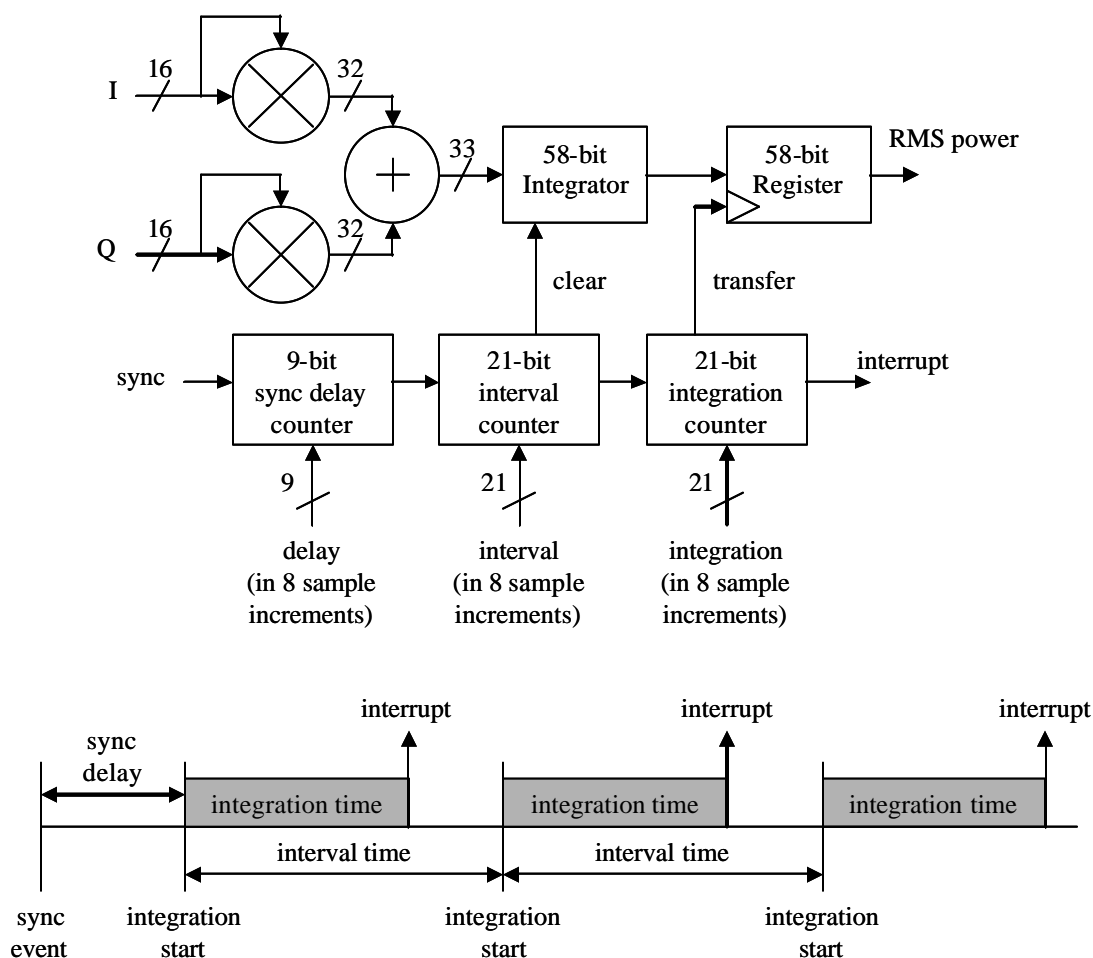 16
32
I
33
58-bit
Integrator
58-bit
Register
RMS power
16
32
Q
clear
transfer
sync
9-bit
sync delay
counter
21-bit
interval
counter
21-bit
integration
counter
interrupt
9
21
21
delay
(in 8 sample
increments)
interval
(in 8 sample
increments)
integration
(in 8 sample
increments)
interrupt
interrupt
interrupt
sync
delay
integration time
integration time
integration time
interval time
interval time
sync
event
integration
start
integration
start
integration
start